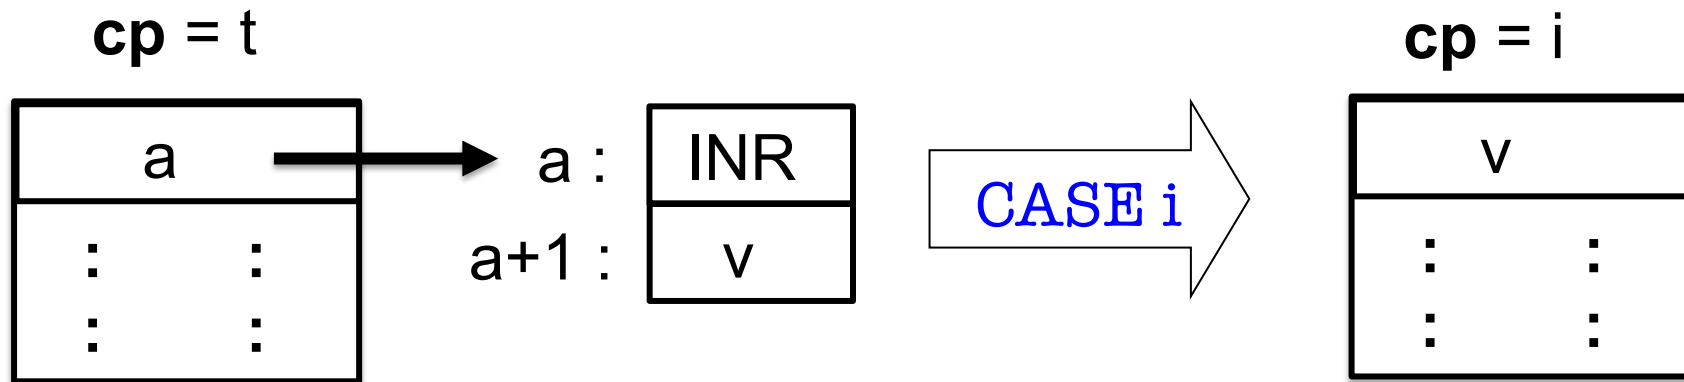 cp = t
cp = i
a
a :
INR
CASE i
v
a+1 :
v
: :
: :
: :
: :